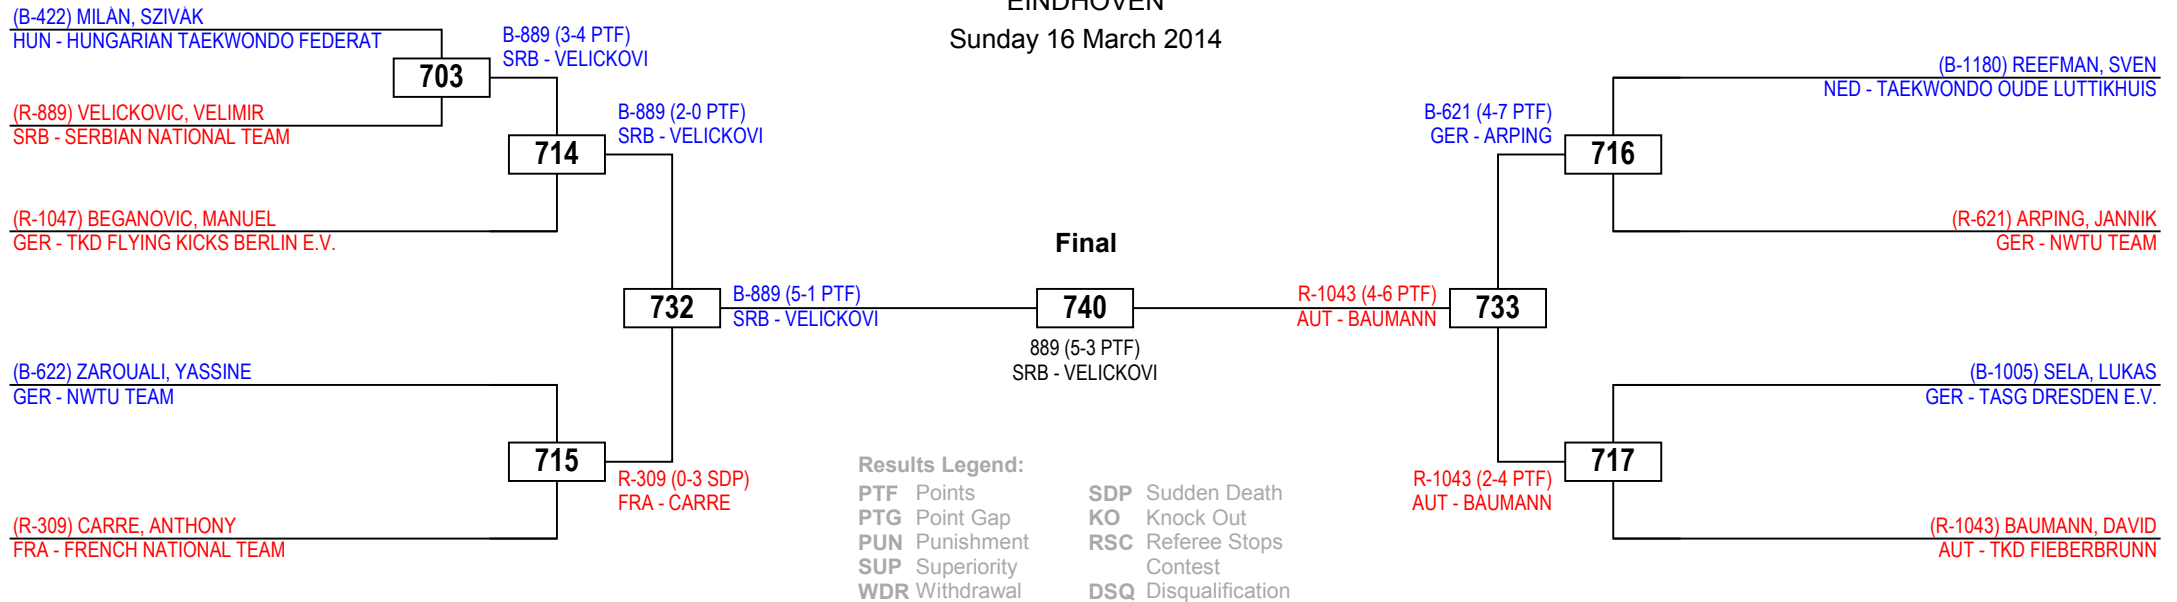 EINDHOVEN
Sunday 16 March 2014
(B-422) MILÁN, SZIVÁK
HUN - HUNGARIAN TAEKWONDO FEDERAT
703
(R-889) VELICKOVIC, VELIMIR
SRB - SERBIAN NATIONAL TEAM
B-889 (3-4 PTF)
SRB - VELICKOVI
714
(R-1047) BEGANOVIC, MANUEL
GER - TKD FLYING KICKS BERLIN E.V.
B-889 (2-0 PTF)
SRB - VELICKOVI
732
(B-622) ZAROUALI, YASSINE
GER - NWTU TEAM
715
(R-309) CARRE, ANTHONY
FRA - FRENCH NATIONAL TEAM
R-309 (0-3 SDP)
FRA - CARRE
B-889 (5-1 PTF)
SRB - VELICKOVI
Final
740
889 (5-3 PTF)
SRB - VELICKOVI
R-1043 (4-6 PTF)
AUT - BAUMANN
733
B-621 (4-7 PTF)
GER - ARPING
716
(B-1180) REEFMAN, SVEN
NED - TAEKWONDO OUDE LUTTIKHUIS
(R-621) ARPING, JANNIK
GER - NWTU TEAM
R-1043 (2-4 PTF)
AUT - BAUMANN
717
(B-1005) SELA, LUKAS
GER - TASG DRESDEN E.V.
(R-1043) BAUMANN, DAVID
AUT - TKD FIEBERBRUNN
Results Legend:
PTF Points
PTG Point Gap
PUN Punishment
SUP Superiority
WDR Withdrawal
SDP Sudden Death
KO Knock Out
RSC Referee Stops
Contest
DSQ Disqualification